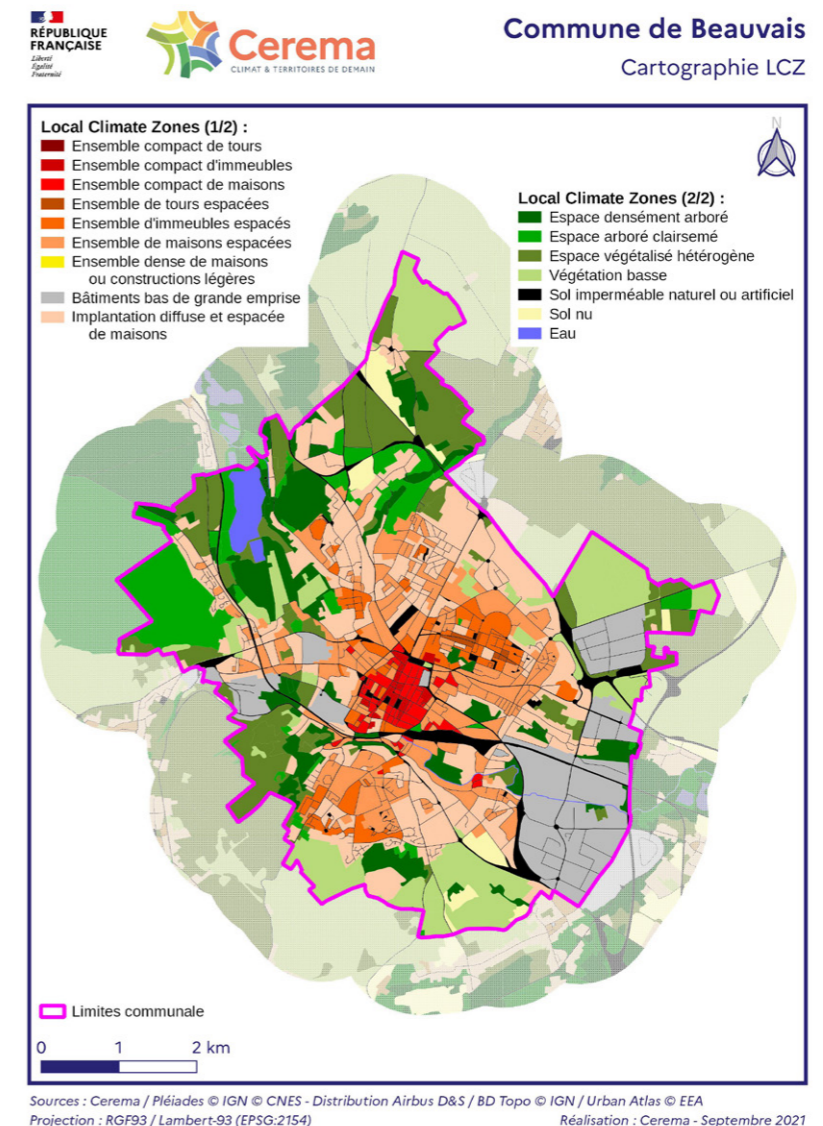 RÉPUBLIQUE
FRANÇAISE
Liberté
Égalité
Fraternité
Cerema
CLIMAT & TERRITOIRES DE DEMAIN
Commune de Beauvais
Cartographie LCZ
Local Climate Zones (1/2) :
Ensemble compact de tours
Ensemble compact d'immeubles
Ensemble compact de maisons
Ensemble de tours espacées
Ensemble d'immeubles espacés
Ensemble de maisons espacées
Ensemble dense de maisons
ou constructions légères
Bâtiments bas de grande emprise
Implantation diffuse et espacée
de maisons
N
Local Climate Zones (2/2) :
Espace densément arboré
Espace arboré clairsemé
Espace végétalisé hétérogène
Végétation basse
Sol imperméable naturel ou artificiel
Sol nu
Eau
Limites communale
0 1 2 km
Sources : Cerema / Pléiades © IGN © CNES - Distribution Airbus D&S / BD Topo © IGN / Urban Atlas © EEA
Projection : RGF93 / Lambert-93 (EPSG:2154)
Réalisation : Cerema - Septembre 2021